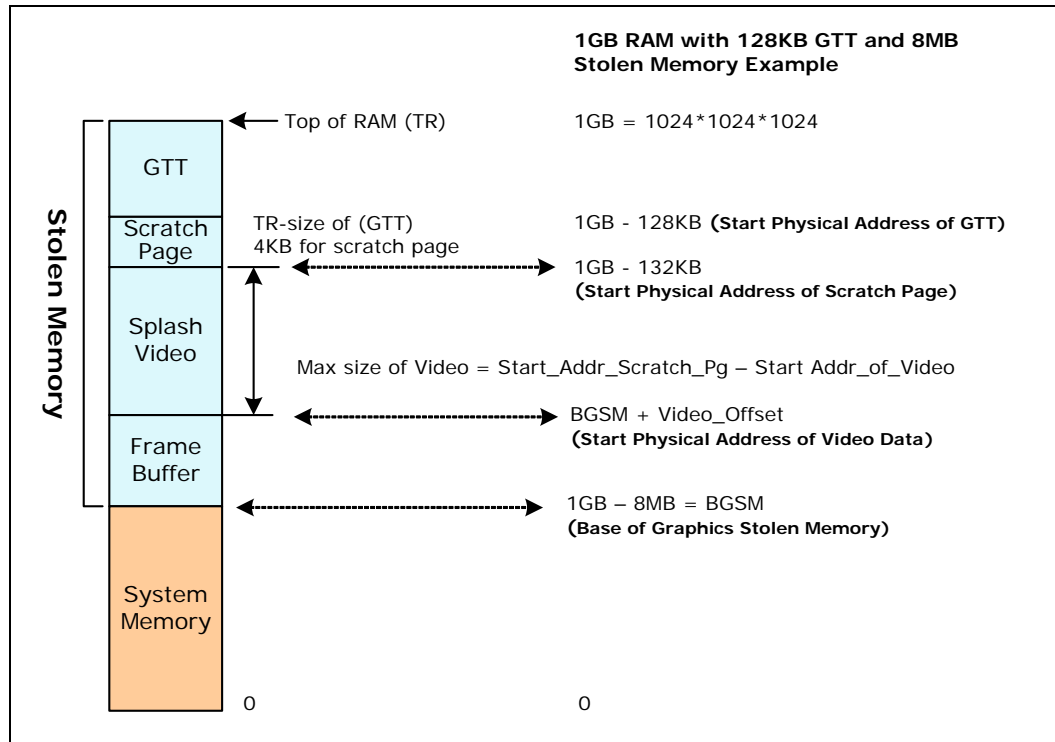 1GB RAM with 128KB GTT and 8MB
Stolen Memory Example
Top of RAM (TR)
1GB = 1024*1024*1024
GTT
Stolen Memory
Scratch
Page
TR-size of (GTT)
4KB for scratch page
1GB - 128KB (Start Physical Address of GTT)
1GB - 132KB
(Start Physical Address of Scratch Page)
Splash
Video
Max size of Video = Start_Addr_Scratch_Pg – Start Addr_of_Video
BGSM + Video_Offset
(Start Physical Address of Video Data)
Frame
Buffer
1GB – 8MB = BGSM
(Base of Graphics Stolen Memory)
System
Memory
0
0